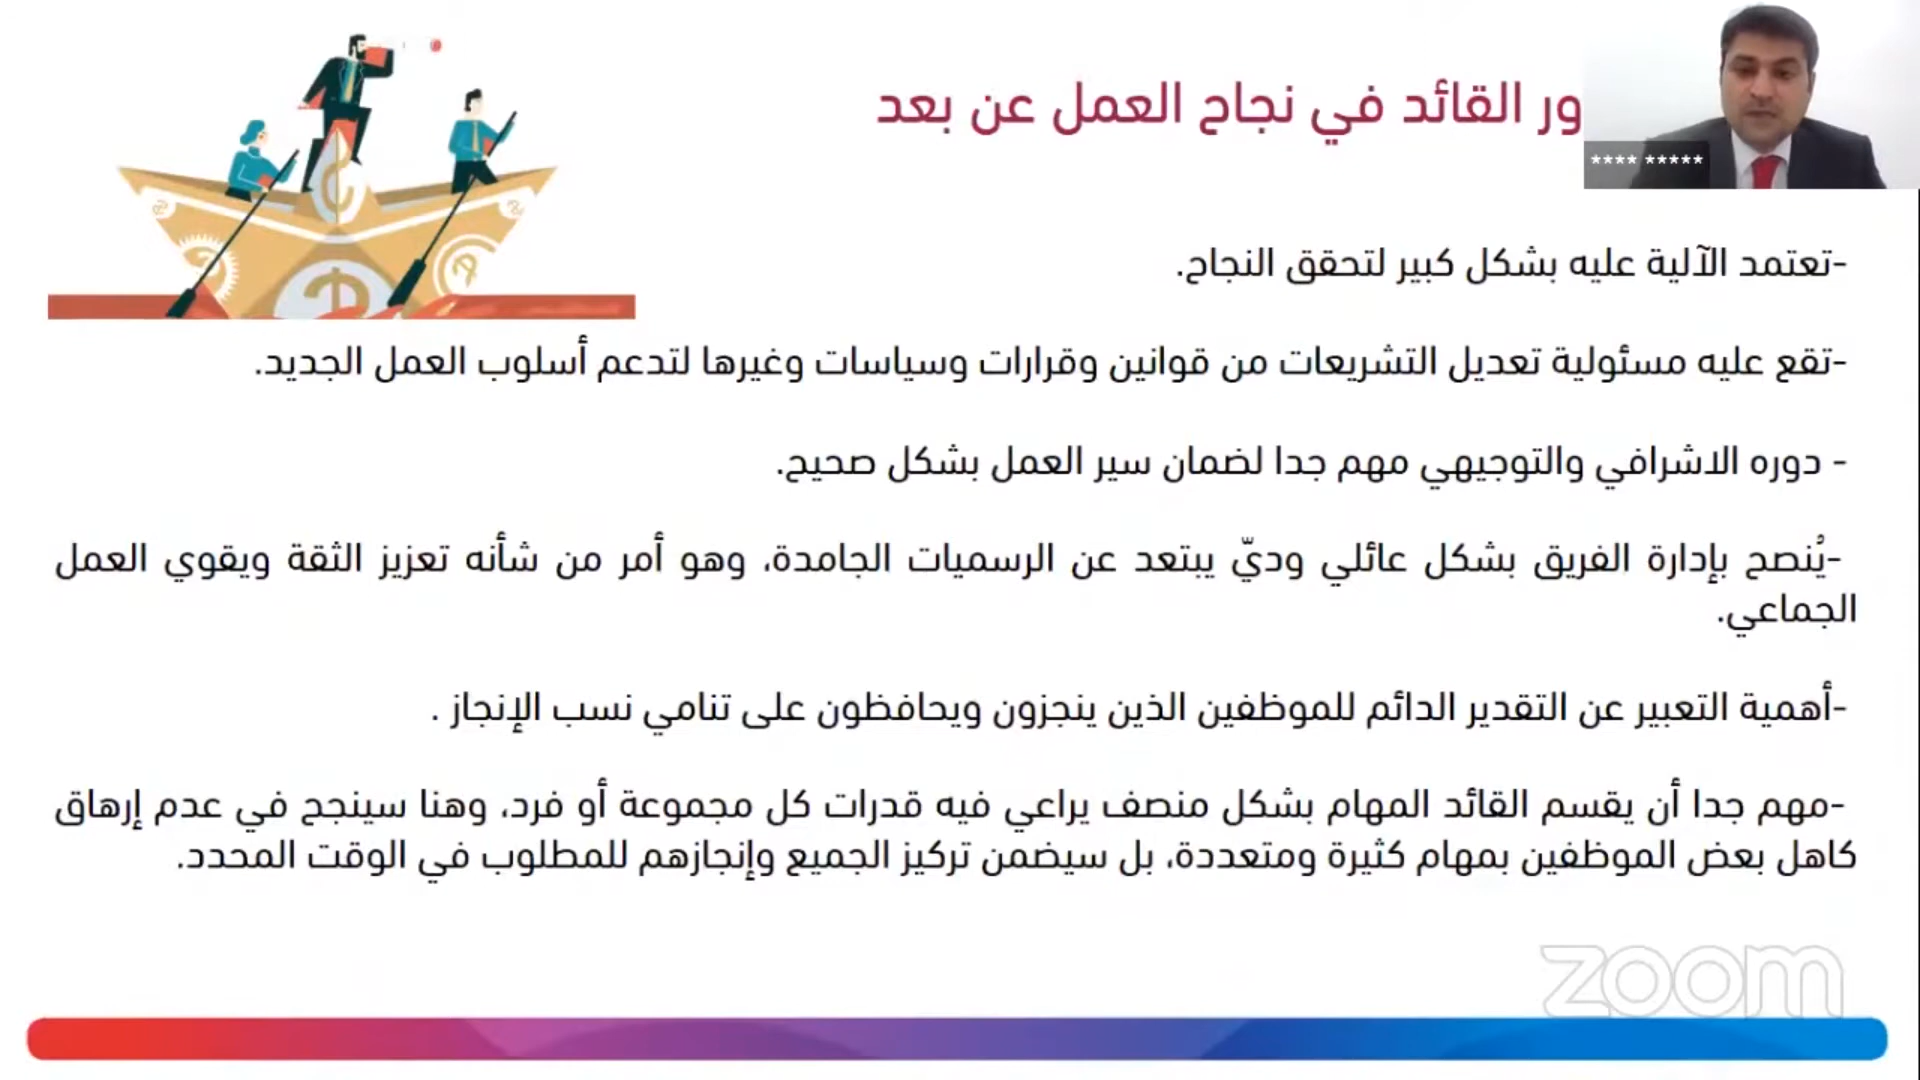 ور القائد في نجاح العمل عن بعد
**** *****
-تعتمد الآلية عليه بشكل كبير لتحقق النجاح.
-تقع عليه مسئولية تعديل التشريعات من قوانين وقرارات وسياسات وغيرها لتدعم أسلوب العمل الجديد.
- دوره الاشرافي والتوجيهي مهم جدا لضمان سير العمل بشكل صحيح.
-يُنصح بإدارة الفريق بشكل عائلي وديّ يبتعد عن الرسميات الجامدة، وهو أمر من شأنه تعزيز الثقة ويقوي العمل
الجماعي.
-أهمية التعبير عن التقدير الدائم للموظفين الذين ينجزون ويحافظون على تنامي نسب الإنجاز .
-مهم جدا أن يقسم القائد المهام بشكل منصف يراعي فيه قدرات كل مجموعة أو فرد، وهنا سينجح في عدم إرهاق
كاهل بعض الموظفين بمهام كثيرة ومتعددة، بل سيضمن تركيز الجميع وإنجازهم للمطلوب في الوقت المحدد.
zoom